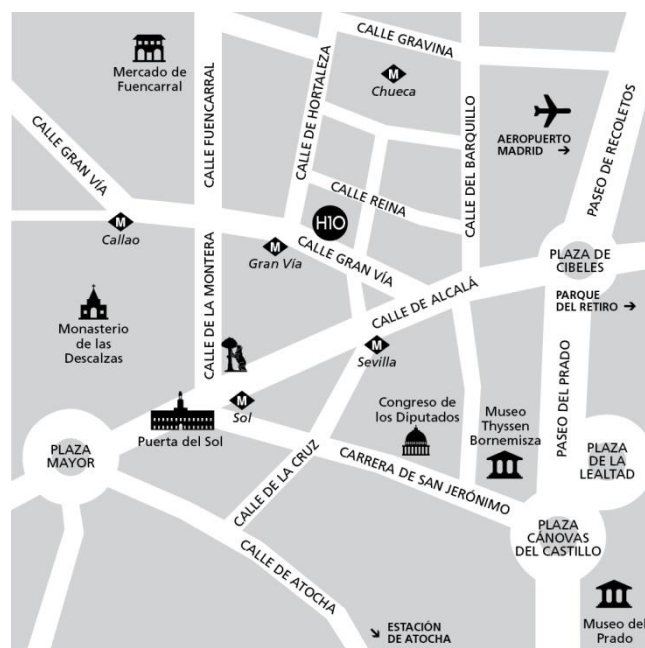 CALLE GRAVINA
Mercado de
Fuencarral
CALLE FUENCARRAL
CALLE DE HORTALEZA
M
Chueca
CALLE DEL BARQUILLO
AEROPUERTO
MADRID →
PASEO DE RECOLETOS
CALLE GRAN VÍA
CALLE REINA
M
Callao
H10
M
Gran Vía
CALLE GRAN VÍA
PLAZA DE
CIBELES
CALLE DE LA MONTERA
CALLE DE ALCALÁ
PARQUE
DEL RETIRO →
Monasterio
de las
Descalzas
M
Sevilla
PASEO DEL PRADO
M
Sol
Congreso de
los Diputados
Museo
Thyssen
Bornemisza
Puerta del Sol
PLAZA
MAYOR
PLAZA
DE LA
LEALTAD
CALLE DE LA CRUZ
CARRERA DE SAN JERÓNIMO
PLAZA
CÁNOVAS
DEL CASTILLO
CALLE DE ATOCHA
ESTACIÓN
DE ATOCHA
Museo del
Prado